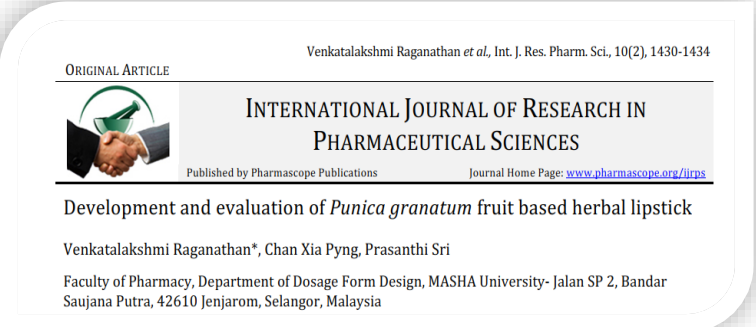 Venkatalakshmi Raganathan et al., Int. J. Res. Pharm. Sci., 10(2), 1430-1434
ORIGINAL ARTICLE
INTERNATIONAL JOURNAL OF RESEARCH IN
PHARMACEUTICAL SCIENCES
Published by Pharmascope Publications Journal Home Page: www.pharmascope.org/ijrps
Development and evaluation of Punica granatum fruit based herbal lipstick
Venkatalakshmi Raganathan*, Chan Xia Pyng, Prasanthi Sri
Faculty of Pharmacy, Department of Dosage Form Design, MASHA University- Jalan SP 2, Bandar
Saujana Putra, 42610 Jenjarom, Selangor, Malaysia